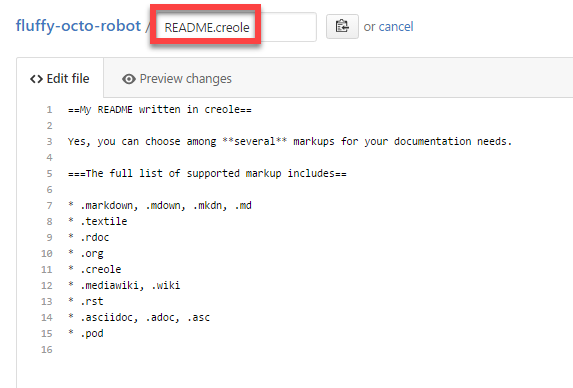 fluffy-octo-robot / README.creole or cancel
Edit file Preview changes
1 ==My README written in creole==
2
3 Yes, you can choose among **several** markups for your documentation needs.
4
5 ===The full list of supported markup includes==
6
7 * .markdown, .mdown, .mkdn, .md
8 * .textile
9 * .rdoc
10 * .org
11 * .creole
12 * .mediawiki, .wiki
13 * .rst
14 * .asciidoc, .adoc, .asc
15 * .pod
16